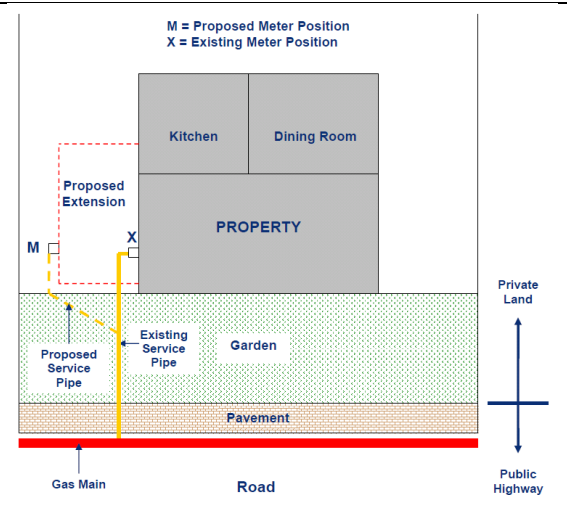 M = Proposed Meter Position
X = Existing Meter Position
Kitchen
Dining Room
Proposed
Extension
PROPERTY
X
M
Private
Land
Existing
Service
Pipe
Garden
Proposed
Service
Pipe
Pavement
Gas Main
Road
Public
Highway